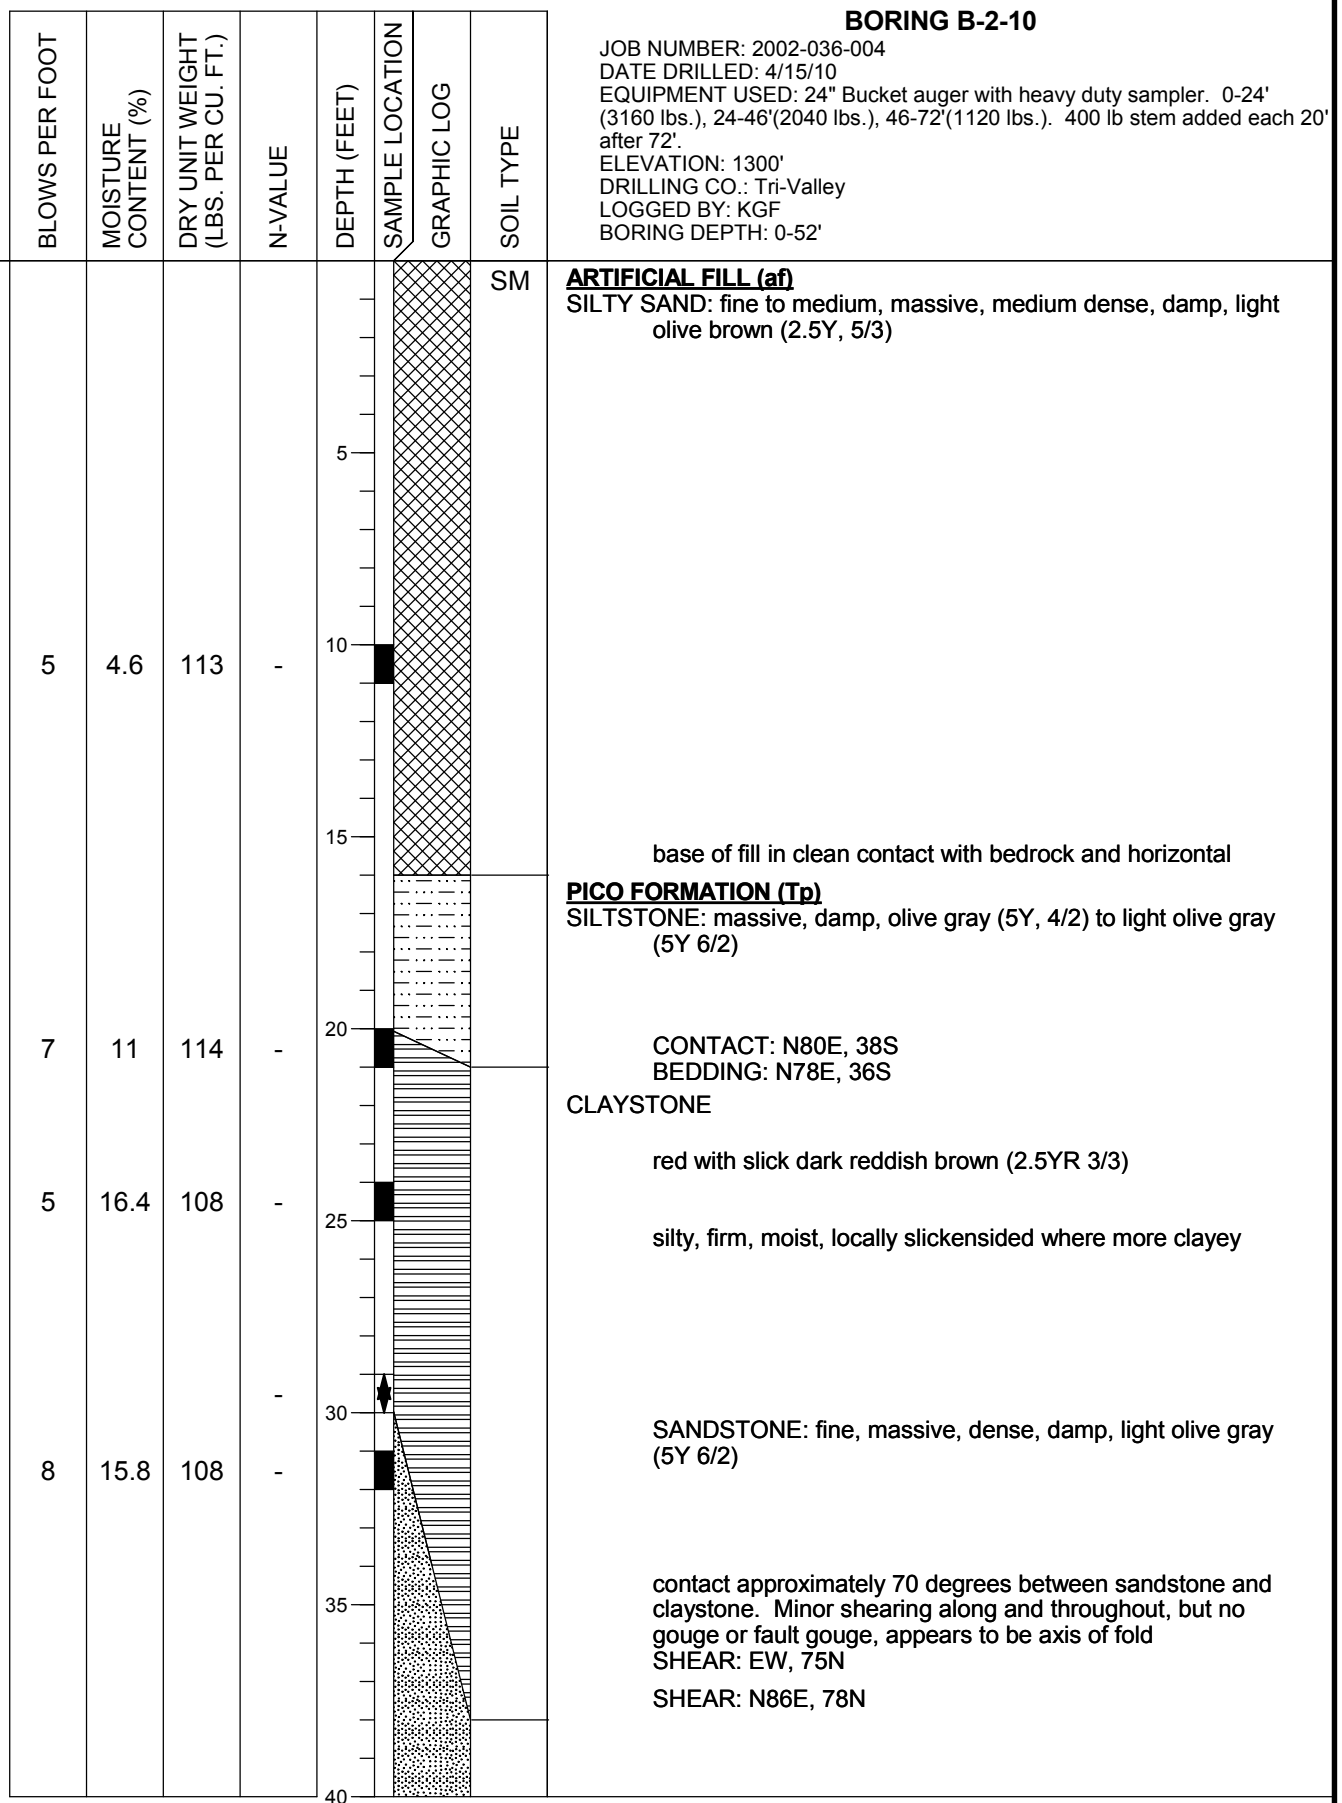 BORING B-2-10
JOB NUMBER: 2002-036-004
DATE DRILLED: 4/15/10
EQUIPMENT USED: 24" Bucket auger with heavy duty sampler.  0-24'
(3160 lbs.), 24-46'(2040 lbs.), 46-72'(1120 lbs.).  400 lb stem added each 20'
after 72'.
ELEVATION: 1300'
DRILLING CO.: Tri-Valley
LOGGED BY: KGF
BORING DEPTH: 0-52'
BLOWS PER FOOT
MOISTURE
CONTENT (%)
DRY UNIT WEIGHT
(LBS. PER CU. FT.)
N-VALUE
DEPTH (FEET)
SAMPLE LOCATION
GRAPHIC LOG
SOIL TYPE
SM
ARTIFICIAL FILL (af)
SILTY SAND: fine to medium, massive, medium dense, damp, light
olive brown (2.5Y, 5/3)
5
10
5 4.6 113 -
15
base of fill in clean contact with bedrock and horizontal
PICO FORMATION (Tp)
SILTSTONE: massive, damp, olive gray (5Y, 4/2) to light olive gray
(5Y 6/2)
20
7 11 114 - CONTACT: N80E, 38S
BEDDING: N78E, 36S
CLAYSTONE
red with slick dark reddish brown (2.5YR 3/3)
5 16.4 108 -
25
silty, firm, moist, locally slickensided where more clayey
-
30
SANDSTONE: fine, massive, dense, damp, light olive gray
(5Y 6/2)
8 15.8 108 -
contact approximately 70 degrees between sandstone and
35
claystone.  Minor shearing along and throughout, but no
gouge or fault gouge, appears to be axis of fold
SHEAR: EW, 75N
SHEAR: N86E, 78N
40